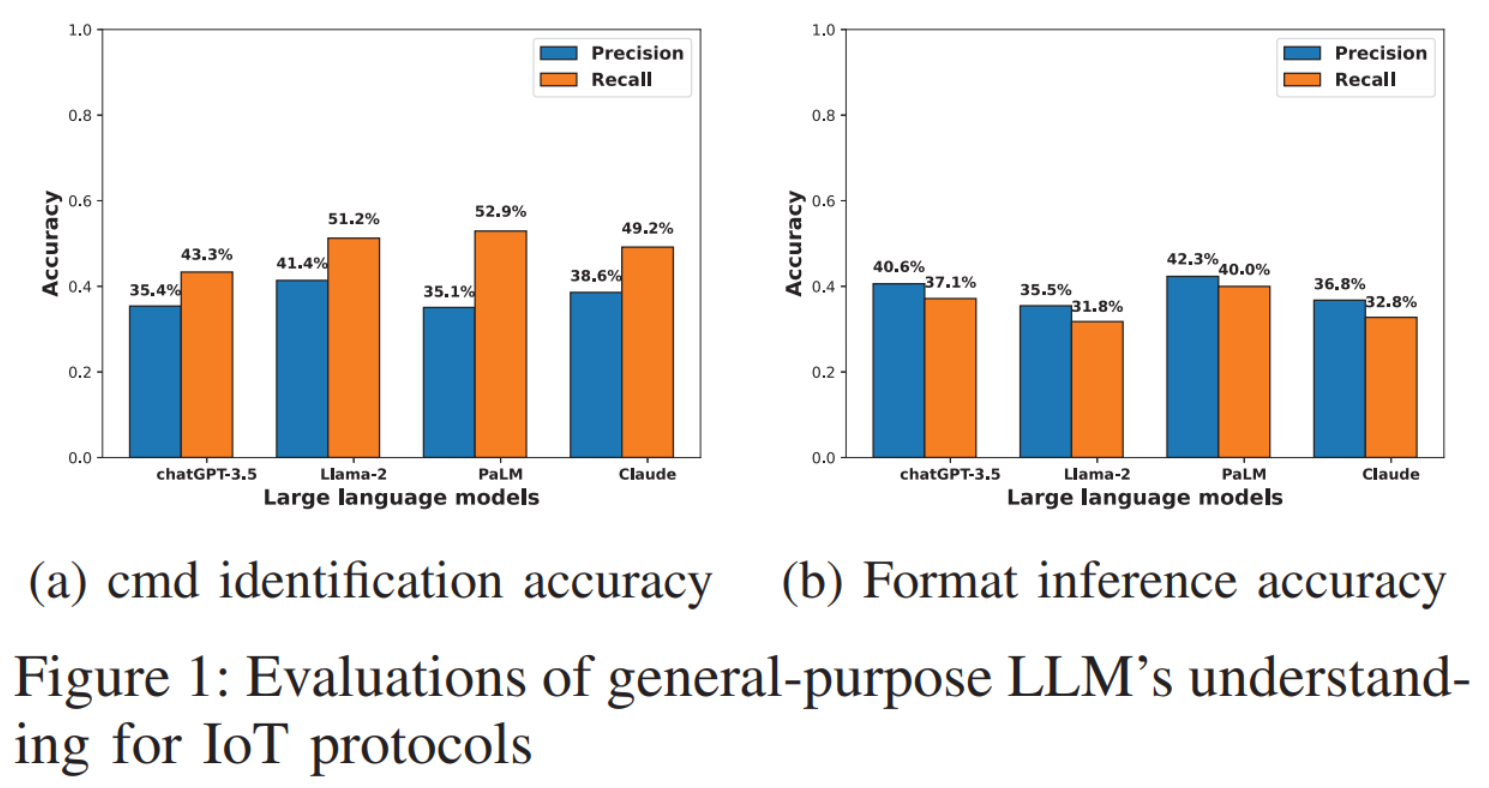 1.0
0.8
0.6
0.4
0.2
0.0
Accuracy
Precision
Recall
35.4%
43.3%
41.4%
51.2%
35.1%
52.9%
38.6%
49.2%
chatGPT-3.5
Llama-2
PaLM
Claude
Large language models
(a) cmd identification accuracy
1.0
0.8
0.6
0.4
0.2
0.0
Accuracy
Precision
Recall
40.6%
37.1%
35.5%
31.8%
42.3%
40.0%
36.8%
32.8%
chatGPT-3.5
Llama-2
PaLM
Claude
Large language models
(b) Format inference accuracy
Figure 1: Evaluations of general-purpose LLM’s understand-
ing for IoT protocols